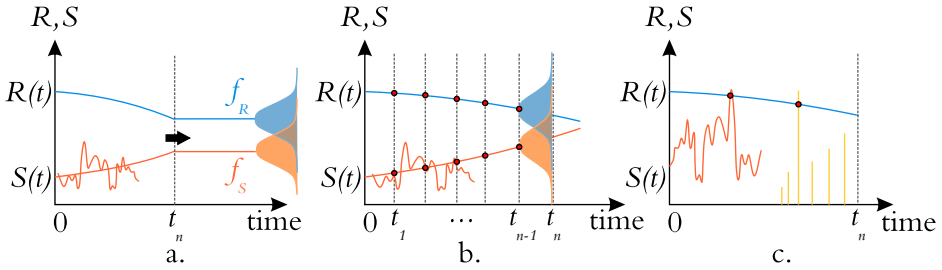 R,S
R(t)
S(t)
f_R
f_S
0
t_n
time
a.
R,S
R(t)
S(t)
0
t_1
...
t_n-1
t_n
time
b.
R,S
R(t)
S(t)
0
t_n
time
c.